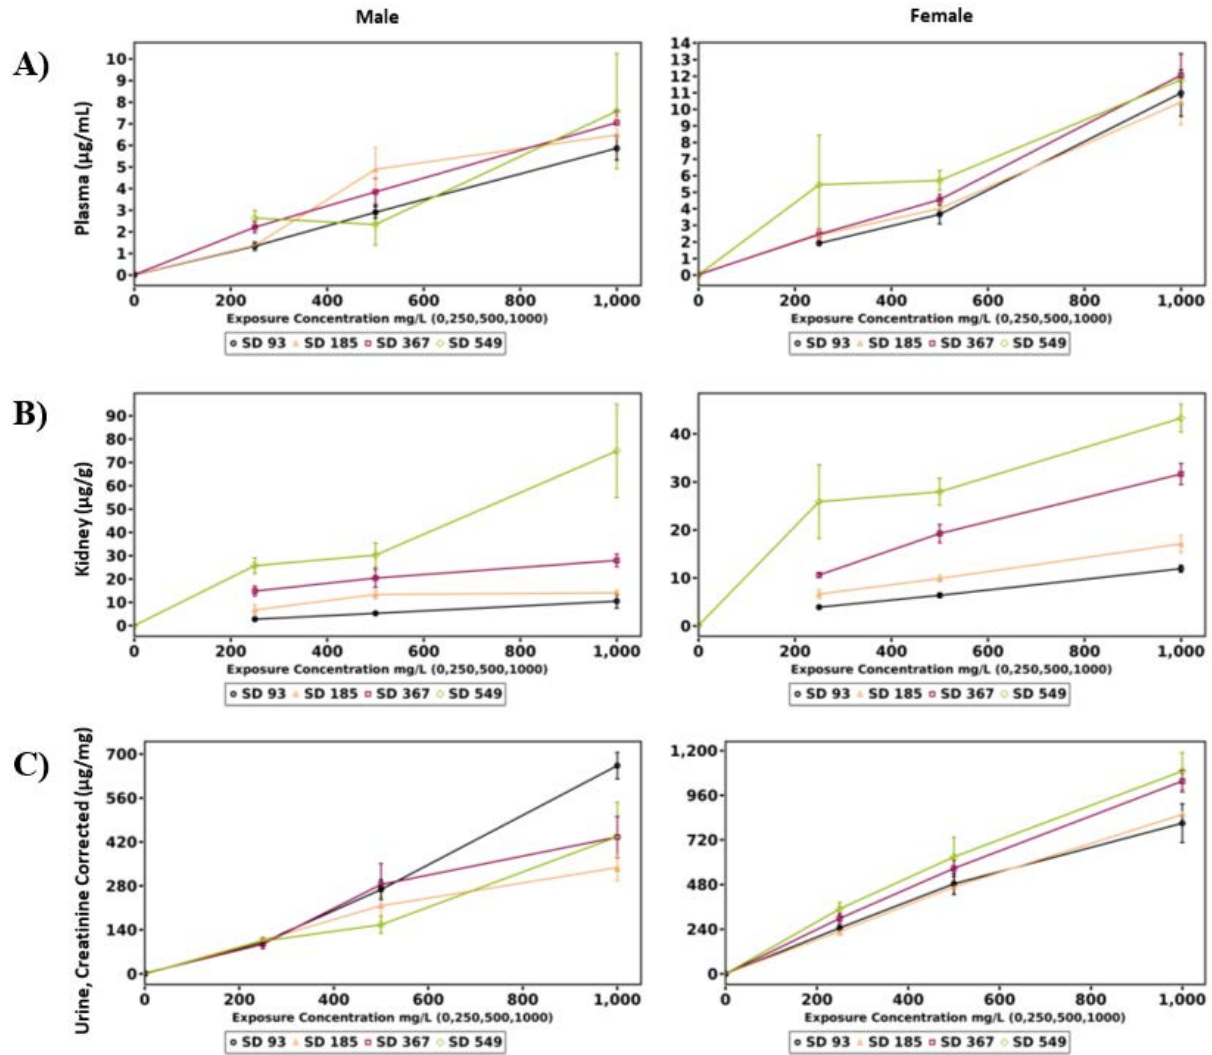 Male Female
A)
Plasma (µg/mL)
10
9
8
7
6
5
4
3
2
1
0
0 200 400 600 800 1,000
Exposure Concentration mg/L (0,250,500,1000)
SD 93 SD 185 SD 367 SD 549
14
13
12
11
10
9
8
7
6
5
4
3
2
1
0
0 200 400 600 800 1,000
Exposure Concentration mg/L (0,250,500,1000)
SD 93 SD 185 SD 367 SD 549
B)
Kidney (µg/g)
90
80
70
60
50
40
30
20
10
0
0 200 400 600 800 1,000
Exposure Concentration mg/L (0,250,500,1000)
SD 93 SD 185 SD 367 SD 549
40
30
20
10
0
0 200 400 600 800 1,000
Exposure Concentration mg/L (0,250,500,1000)
SD 93 SD 185 SD 367 SD 549
C)
Urine, Creatinine Corrected (µg/mg)
700
560
420
280
140
0
0 200 400 600 800 1,000
Exposure Concentration mg/L (0,250,500,1000)
SD 93 SD 185 SD 367 SD 549
1,200
960
720
480
240
0
0 200 400 600 800 1,000
Exposure Concentration mg/L (0,250,500,1000)
SD 93 SD 185 SD 367 SD 549